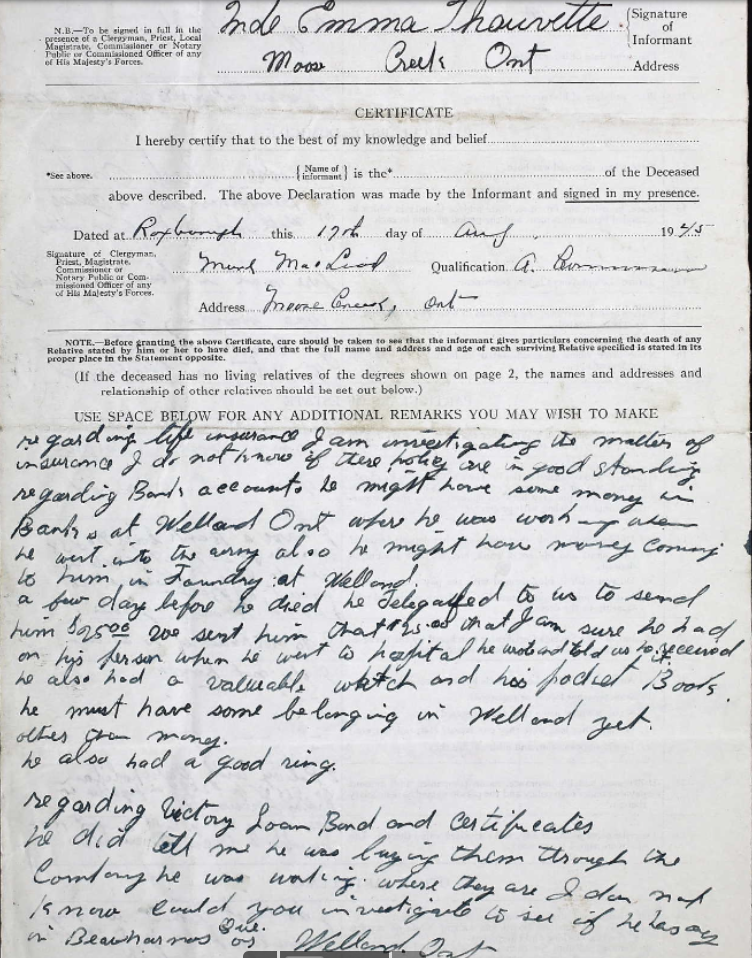 N.B.—To be signed in full in the
presence of a Clergyman, Priest, Local
Magistrate, Commissioner or Notary
Public or Commissioned Officer of any
of His Majesty's Forces.
Mde Emma Thauvette
Signature
of
Informant
Moose Creek Ont
Address
CERTIFICATE
I hereby certify that to the best of my knowledge and belief
*See above. {Name of informant} is the* of the Deceased
above described. The above Declaration was made by the Informant and signed in my presence.
Dated at Roxborough this 17th day of Aug 1945
Signature of Clergyman,
Priest, Magistrate,
Commissioner or
Notary Public or Com-
missioned Officer of any
of His Majesty's Forces.
MacLeod Qualification A.
Address Moose Creek, Ont
NOTE.—Before granting the above Certificate, care should be taken to see that the informant gives particulars concerning the death of any
Relative stated by him or her to have died, and that the full name and address and age of each surviving Relative specified is stated in its
proper place in the Statement opposite.
(If the deceased has no living relatives of the degrees shown on page 2, the names and addresses and
relationship of other relatives should be set out below.)
USE SPACE BELOW FOR ANY ADDITIONAL REMARKS YOU MAY WISH TO MAKE
regarding life insurance I am investigating the matters of
insurance I do not know if there policy are in good standing
regarding Bank accounts he might have some money in
Banks at Welland Ont where he was working when
he went into the army also he might have money coming
to him in Foundry at Welland.
a few day before he died he delegaffed to us to send
him $25.00 we sent him that $25.00 that I am sure he had
on his person when he went to hospital he and told us he received it.
he also had a valuable watch and his pocket Book.
he must have some belonging in Welland yet.
other than money.
he also had a good ring.
regarding Victory Loan Bond and certificates
he did tell me he was buying them through the
Company he was working. where they are I don not
know could you investigate to see if he has any
in Beauharnois Que. or Welland Ont